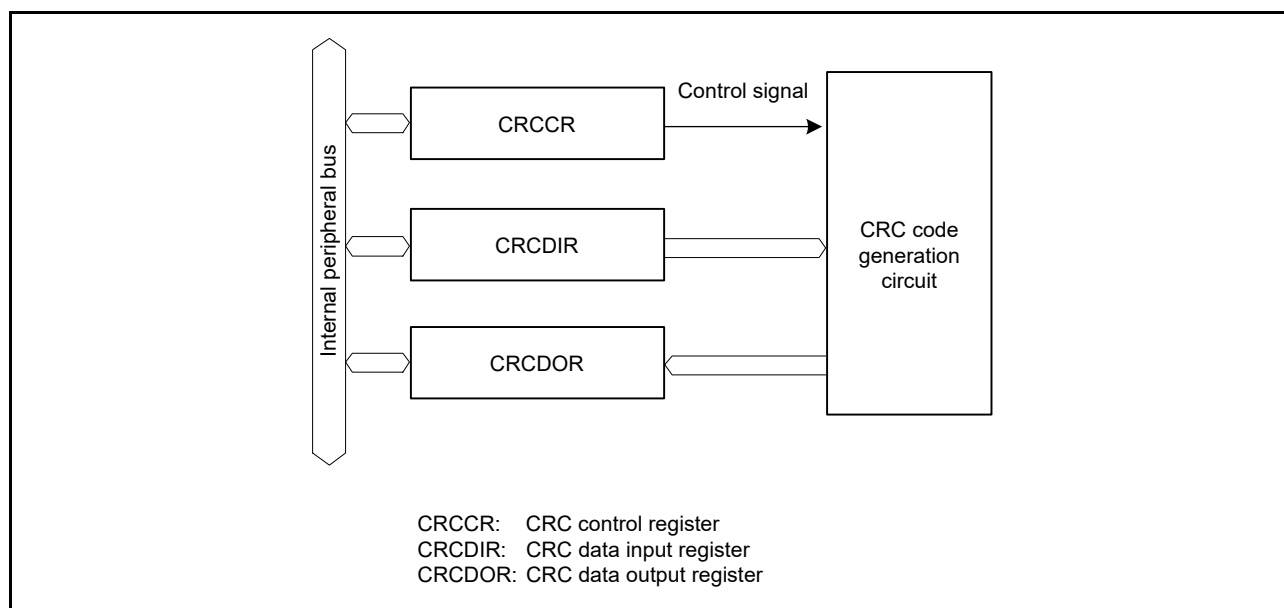 Control signal
CRCCR
Internal peripheral bus
CRCDIR
CRC code
generation
circuit
CRCDOR
CRCCR: CRC control register
CRCDIR: CRC data input register
CRCDOR: CRC data output register